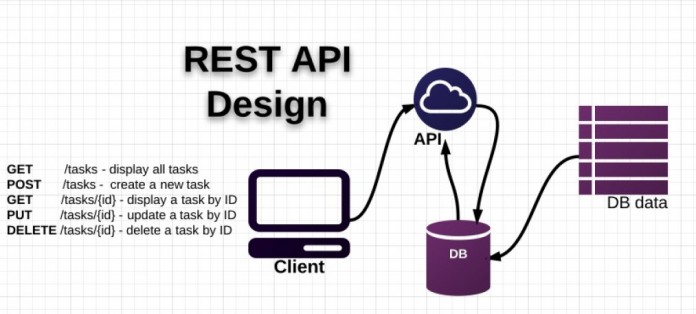 REST API
Design
GET /tasks - display all tasks
POST /tasks - create a new task
GET /tasks/{id} - display a task by ID
PUT /tasks/{id} - update a task by ID
DELETE /tasks/{id} - delete a task by ID
Client
API
DB
DB data